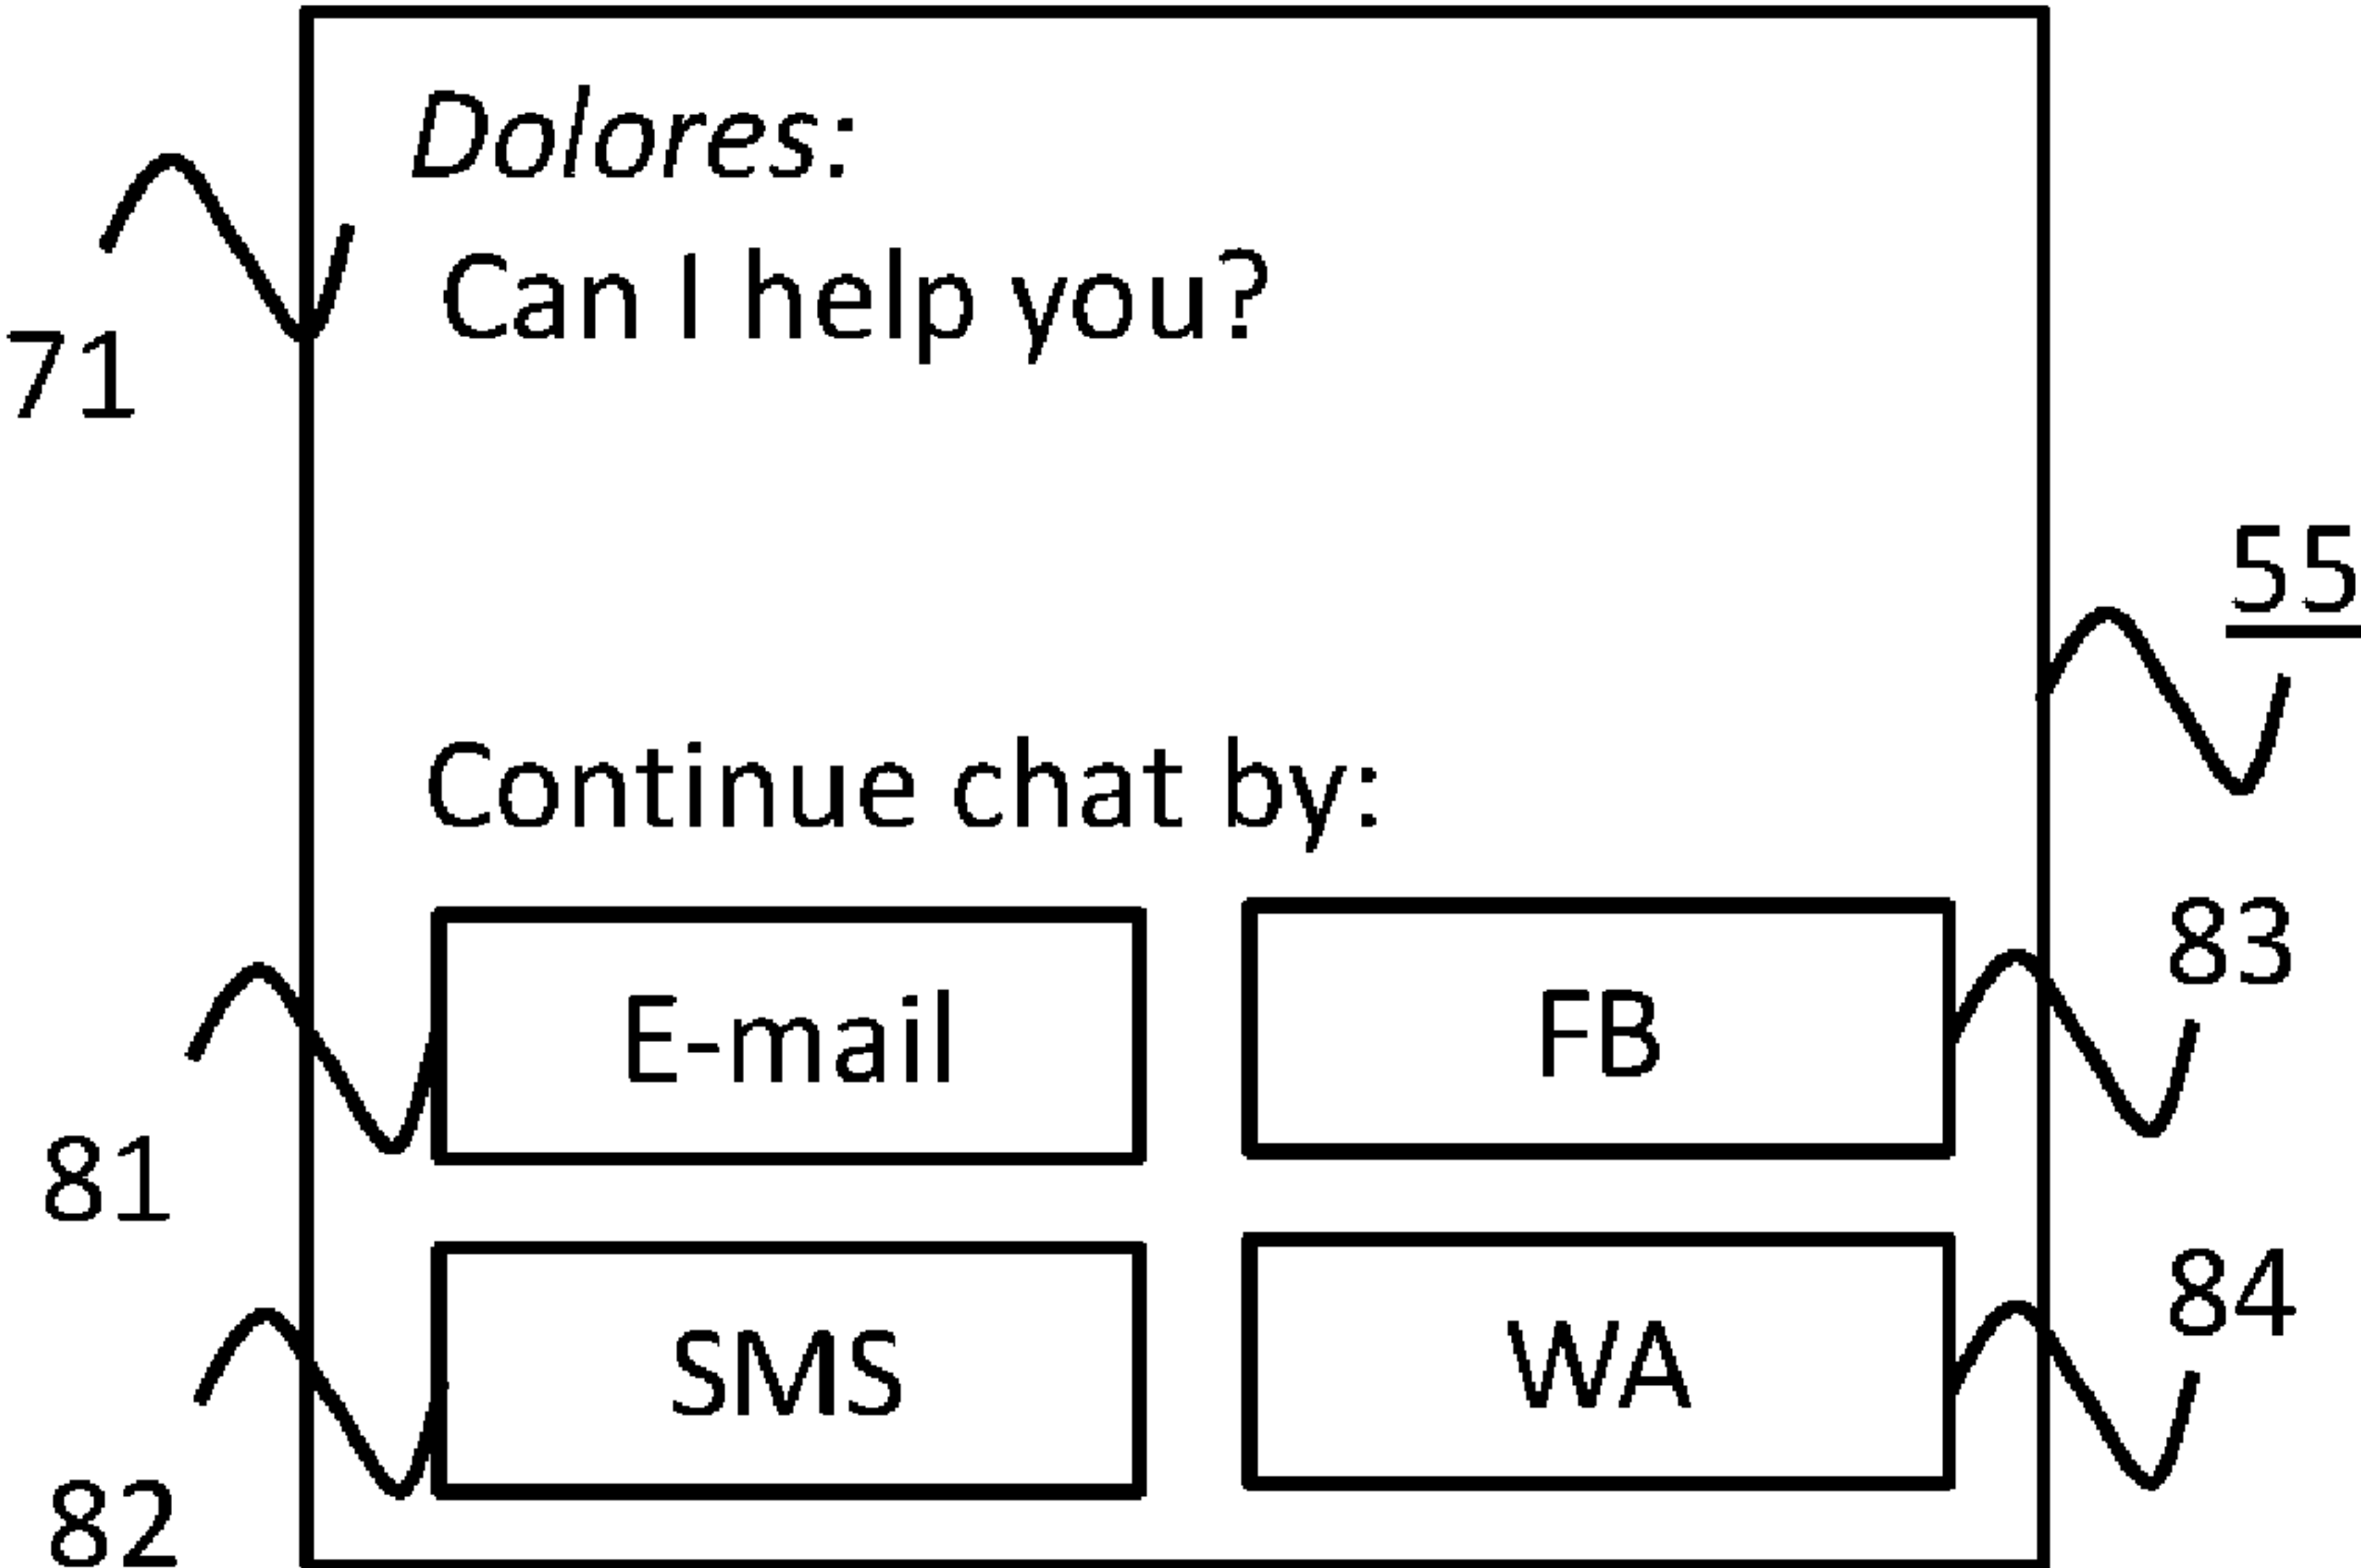 Dolores:
Can I help you?
71
55
Continue chat by:
E-mail
FB
83
81
SMS
WA
84
82